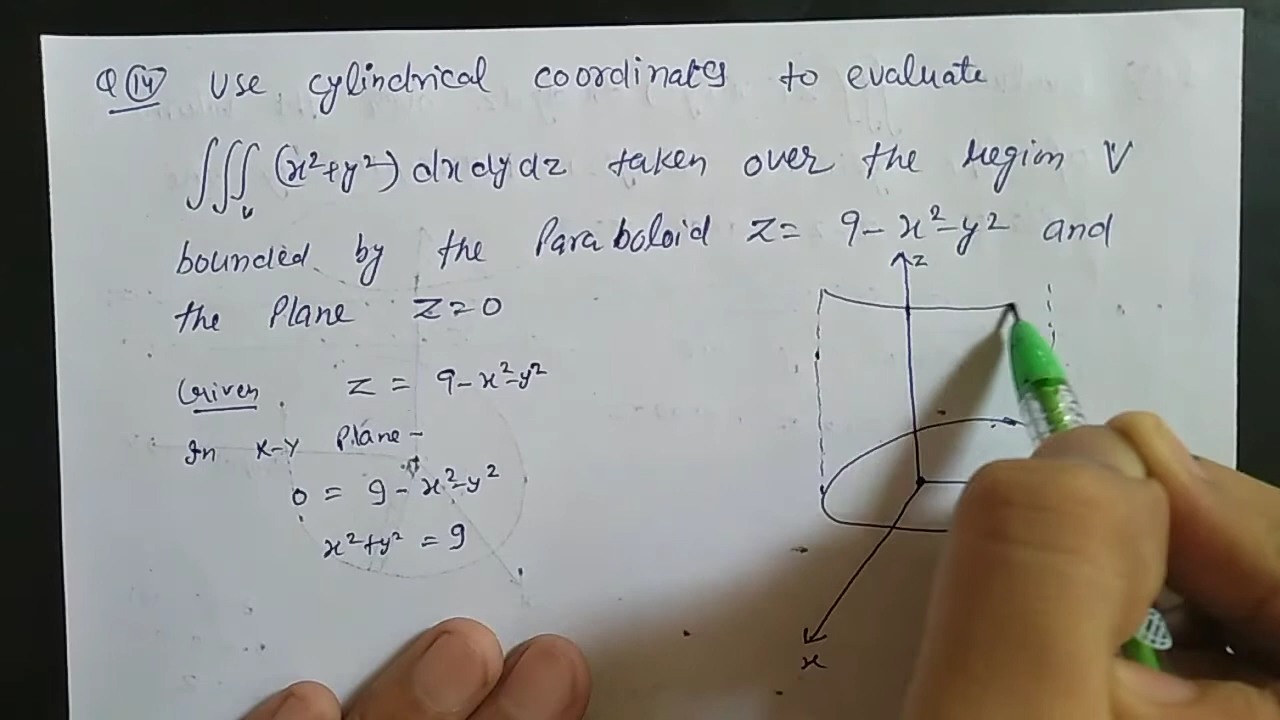 Q 14 Use cylindrical coordinates to evaluate
∫∫∫_V (x²+y²) dx dy dz taken over the region V
bounded by the Paraboloid z = 9 - x² - y² and
the Plane z = 0
Given z = 9 - x² - y²
In X-Y Plane -
0 = 9 - x² - y²
x² + y² = 9
z
x